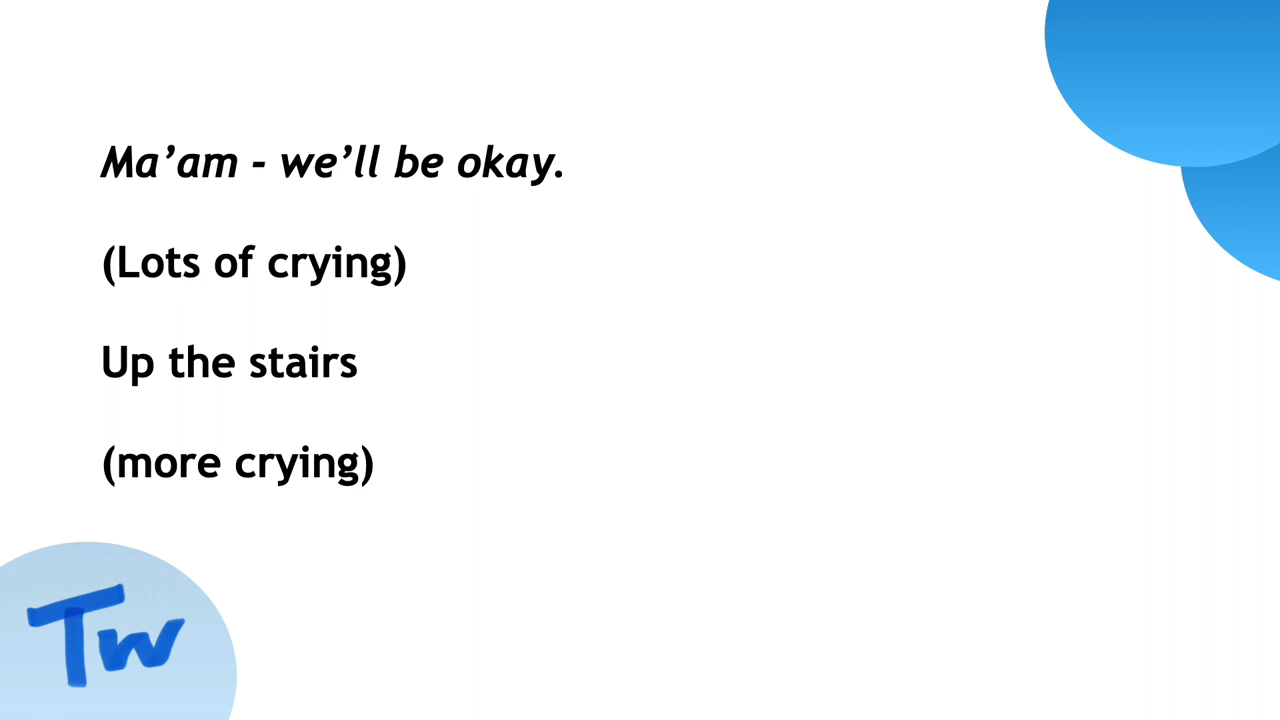 Ma’am - we’ll be okay.
(Lots of crying)
Up the stairs
(more crying)
Tw